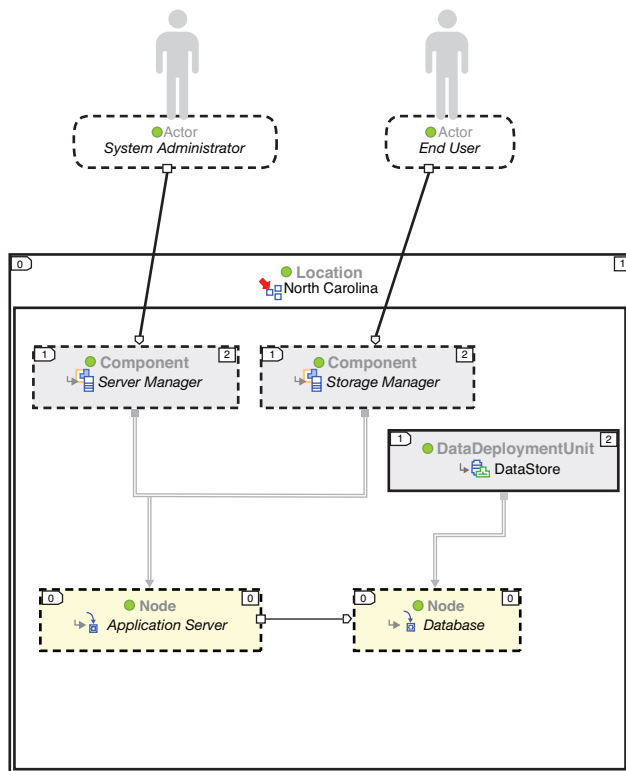 Actor
System Administrator
Actor
End User
0
1
Location
North Carolina
1
2
Component
Server Manager
1
2
Component
Storage Manager
1
2
DataDeploymentUnit
DataStore
0
0
Node
Application Server
0
0
Node
Database